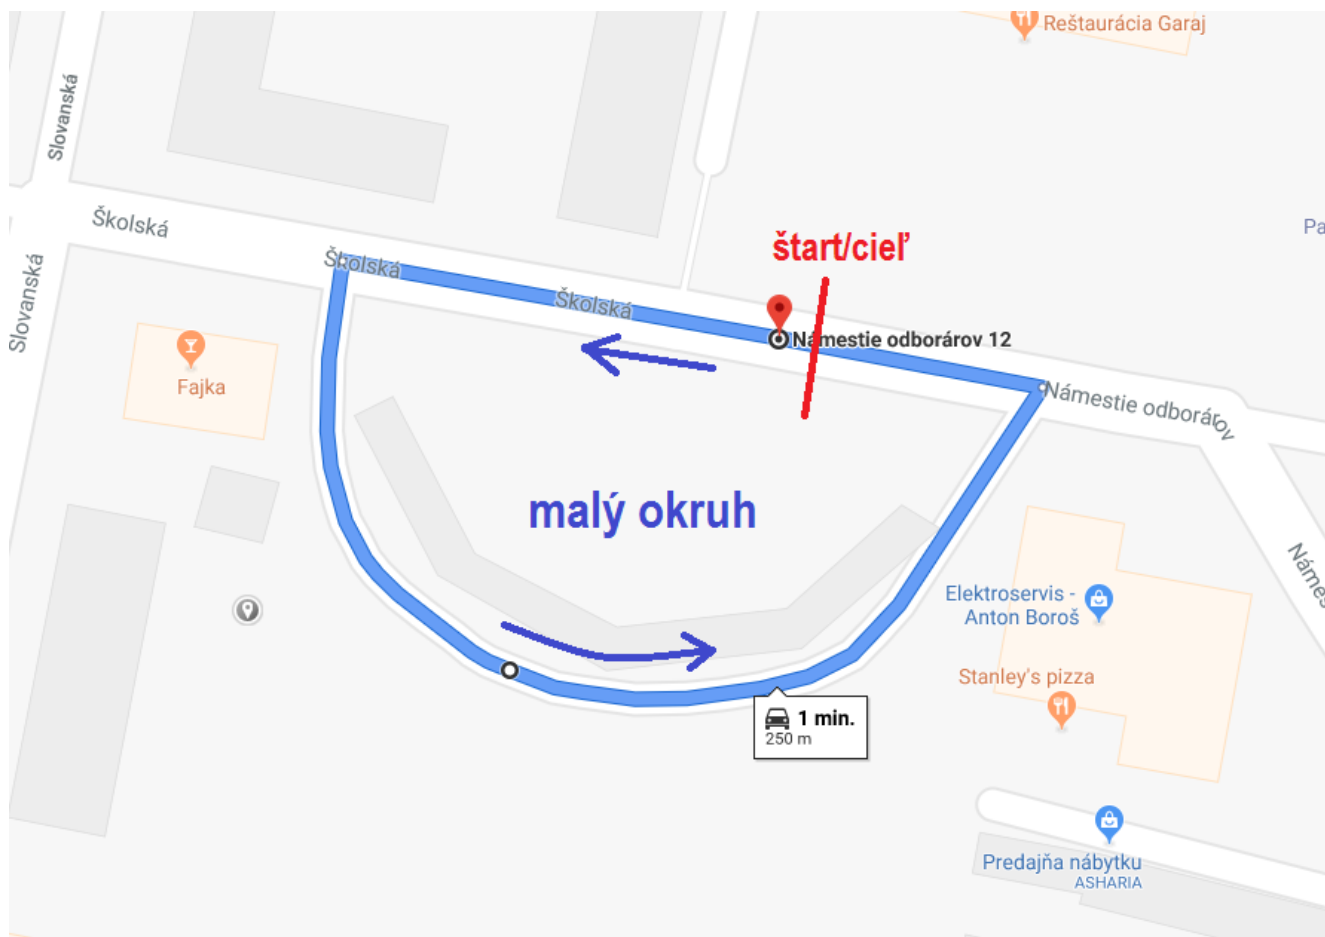 Reštaurácia Garaj
Slovanská
Školská
Pa
štart/cieľ
Školská
Školská
Slovanská
Námestie odborárov 12
Fajka
Námestie odborárov
malý okruh
Námes
Elektroservis -
Anton Boroš
Stanley's pizza
1 min.
250 m
Predajňa nábytku
ASHARIA